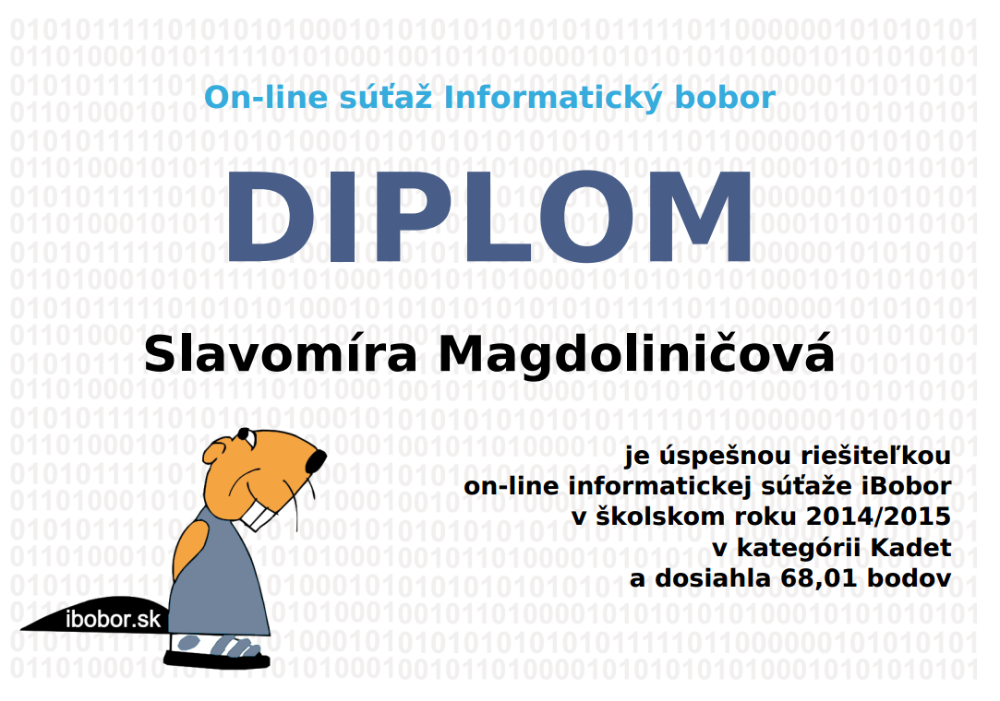 On-line súťaž Informatický bobor
DIPLOM
Slavomíra Magdoliničová
je úspešnou riešiteľkou
on-line informatickej súťaže iBobor
v školskom roku 2014/2015
v kategórii Kadet
a dosiahla 68,01 bodov
ibobor.sk